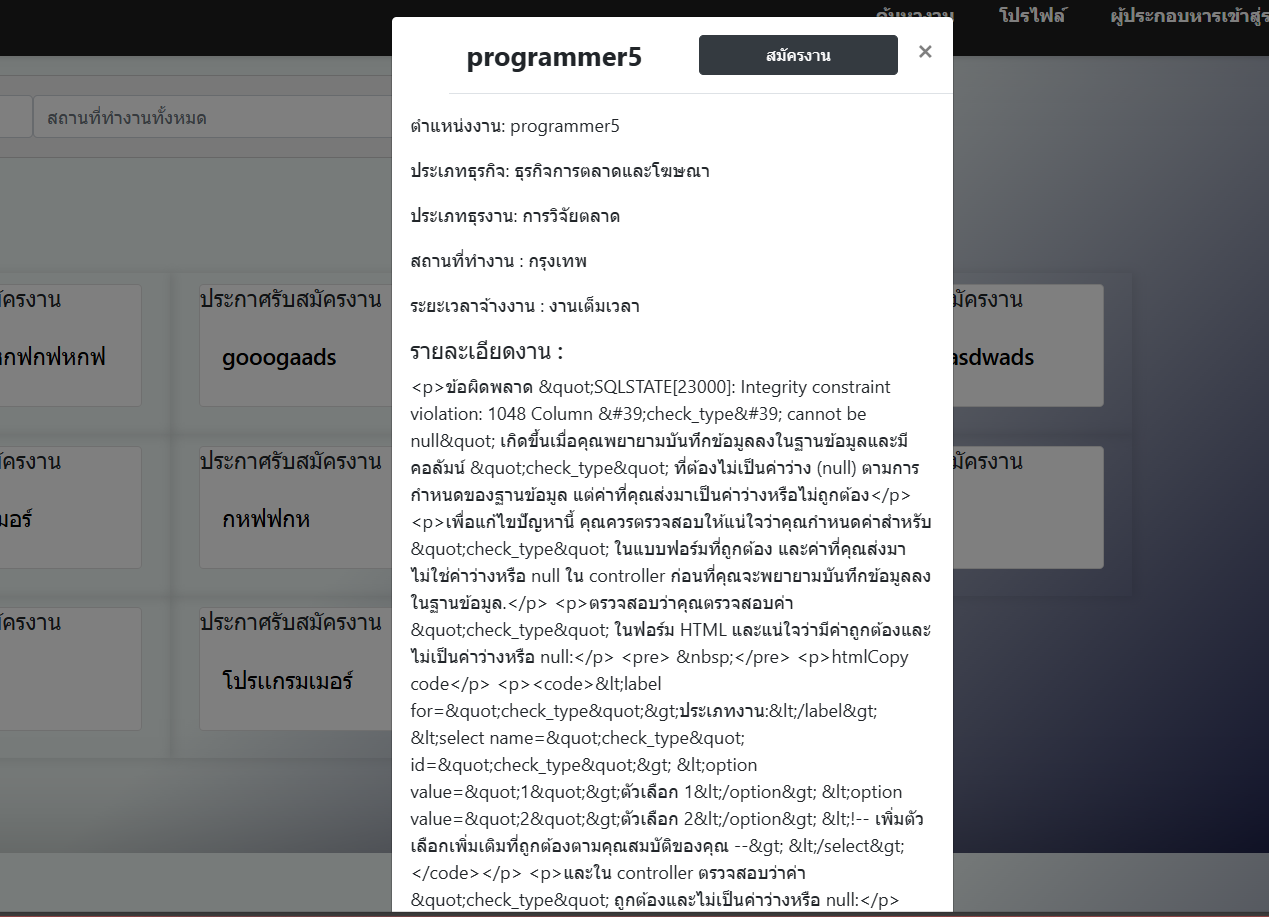 ค้นหางาน
โปรไฟล์
ผู้ประกอบหารเข้าสู่ร
programmer5
สมัครงาน
×
สถานที่ทำงานทั้งหมด
ตำแหน่งงาน: programmer5
ประเภทธุรกิจ: ธุรกิจการตลาดและโฆษณา
ประเภทธุรงาน: การวิจัยตลาด
สถานที่ทำงาน : กรุงเทพ
ระยะเวลาจ้างงาน : งานเต็มเวลา
รายละเอียดงาน :
<p>ข้อผิดพลาด &quot;SQLSTATE[23000]: Integrity constraint
violation: 1048 Column &#39;check_type&#39; cannot be
null&quot; เกิดขึ้นเมื่อคุณพยายามบันทึกข้อมูลลงในฐานข้อมูลและมี
คอลัมน์ &quot;check_type&quot; ที่ต้องไม่เป็นค่าว่าง (null) ตามการ
กำหนดของฐานข้อมูล แต่ค่าที่คุณส่งมาเป็นค่าว่างหรือไม่ถูกต้อง</p>
<p>เพื่อแก้ไขปัญหานี้ คุณควรตรวจสอบให้แน่ใจว่าคุณกำหนดค่าสำหรับ
&quot;check_type&quot; ในแบบฟอร์มที่ถูกต้อง และค่าที่คุณส่งมา
ไม่ใช่ค่าว่างหรือ null ใน controller ก่อนที่คุณจะพยายามบันทึกข้อมูลลง
ในฐานข้อมูล.</p> <p>ตรวจสอบว่าคุณตรวจสอบค่า
&quot;check_type&quot; ในฟอร์ม HTML และแน่ใจว่ามีค่าถูกต้องและ
ไม่เป็นค่าว่างหรือ null:</p> <pre> &nbsp;</pre> <p>htmlCopy
code</p> <p><code>&lt;label
for=&quot;check_type&quot;&gt;ประเภทงาน:&lt;/label&gt;
&lt;select name=&quot;check_type&quot;
id=&quot;check_type&quot;&gt; &lt;option
value=&quot;1&quot;&gt;ตัวเลือก 1&lt;/option&gt; &lt;option
value=&quot;2&quot;&gt;ตัวเลือก 2&lt;/option&gt; &lt;!-- เพิ่มตัว
เลือกเพิ่มเติมที่ถูกต้องตามคุณสมบัติของคุณ --&gt; &lt;/select&gt;
</code></p> <p>และใน controller ตรวจสอบว่าค่า
&quot;check_type&quot; ถูกต้องและไม่เป็นค่าว่างหรือ null:</p>
มัครงาน
ประกาศรับสมัครงาน
มัครงาน
หกฟกฟหกฟ
gooogaads
asdwads
มัครงาน
ประกาศรับสมัครงาน
มัครงาน
เมอร์
กหฟฟกห
มัครงาน
ประกาศรับสมัครงาน
โปรแกรมเมอร์